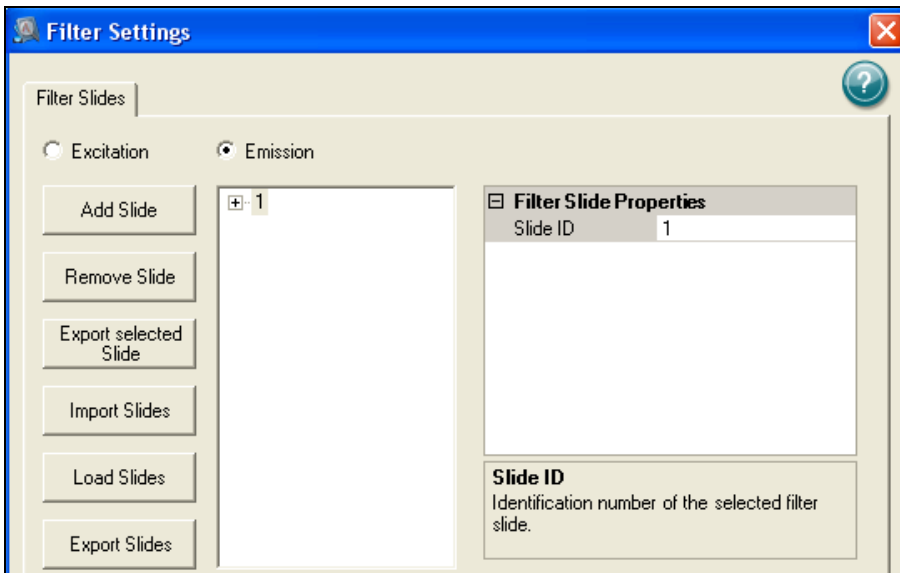 Filter Settings
?
Filter Slides
Excitation
Emission
Add Slide
Remove Slide
Export selected
Slide
Import Slides
Load Slides
Export Slides
1
Filter Slide Properties
Slide ID 1
Slide ID
Identification number of the selected filter
slide.